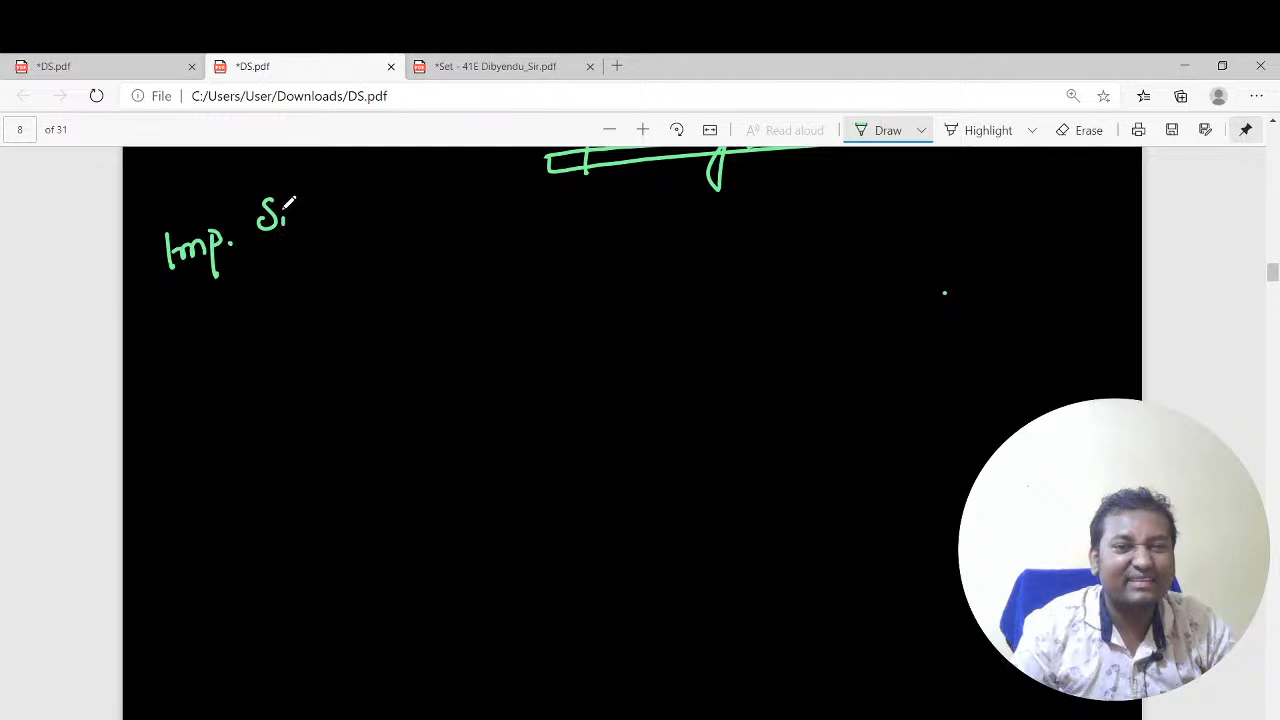 *DS.pdf
*DS.pdf
*Set - 41E Dibyendu_Sir.pdf
File
C:/Users/User/Downloads/DS.pdf
8 of 31
Read aloud
Draw
Highlight
Erase
Imp. Si